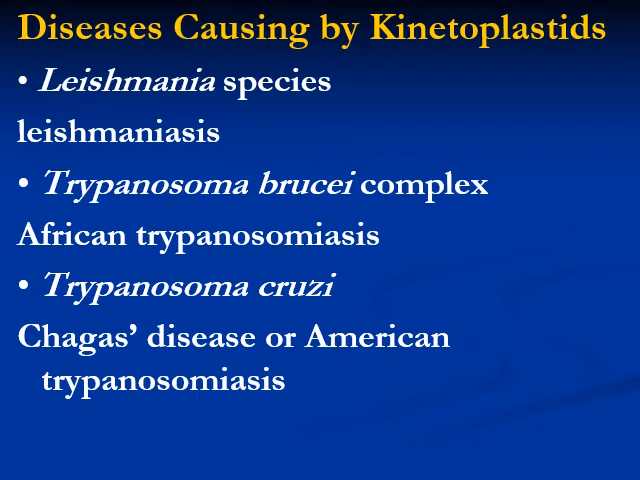 Diseases Causing by Kinetoplastids
• Leishmania species
leishmaniasis
• Trypanosoma brucei complex
African trypanosomiasis
• Trypanosoma cruzi
Chagas’ disease or American
trypanosomiasis